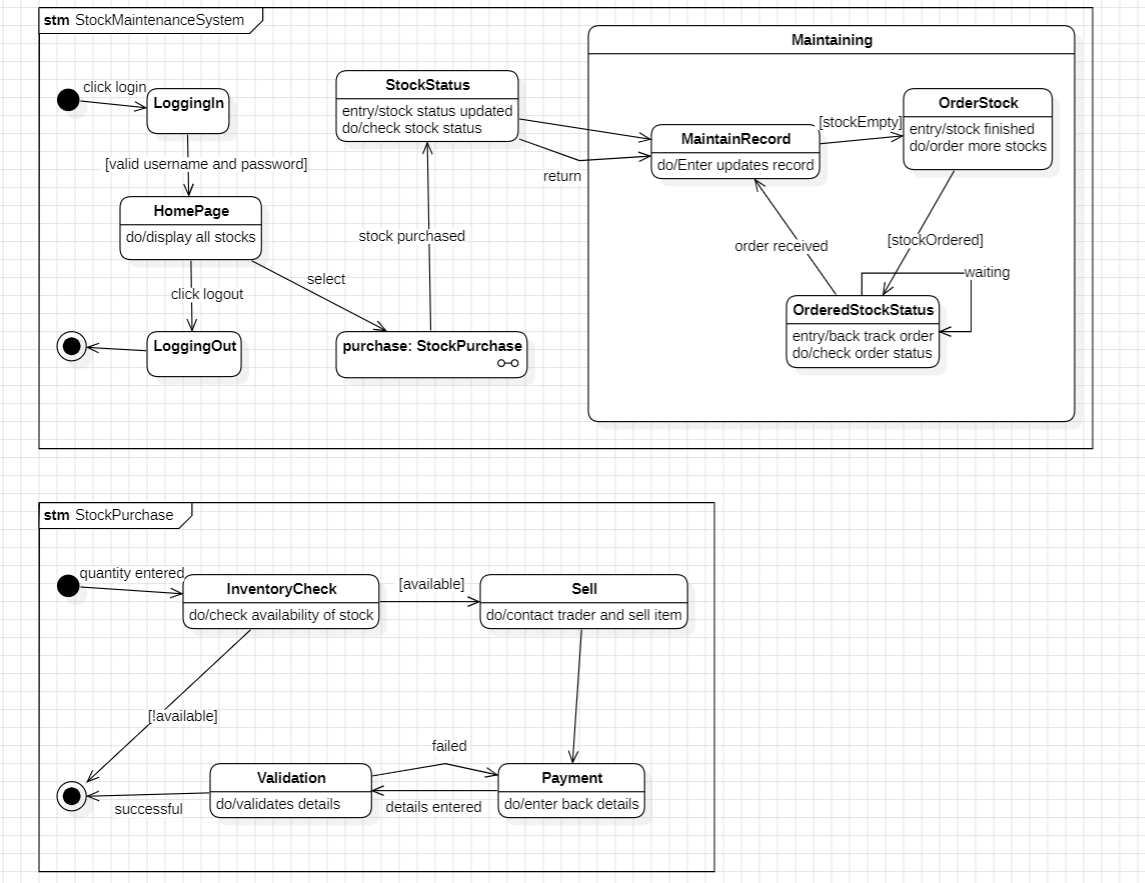 stm StockMaintenanceSystem
Maintaining
click login
LoggingIn
StockStatus
entry/stock status updated
do/check stock status
[stockEmpty]
OrderStock
entry/stock finished
do/order more stocks
MaintainRecord
do/Enter updates record
[valid username and password]
return
HomePage
do/display all stocks
stock purchased
order received
[stockOrdered]
select
waiting
click logout
OrderedStockStatus
entry/back track order
do/check order status
LoggingOut
purchase: StockPurchase
stm StockPurchase
quantity entered
InventoryCheck
do/check availability of stock
[available]
Sell
do/contact trader and sell item
[!available]
failed
Validation
do/validates details
Payment
do/enter back details
successful
details entered